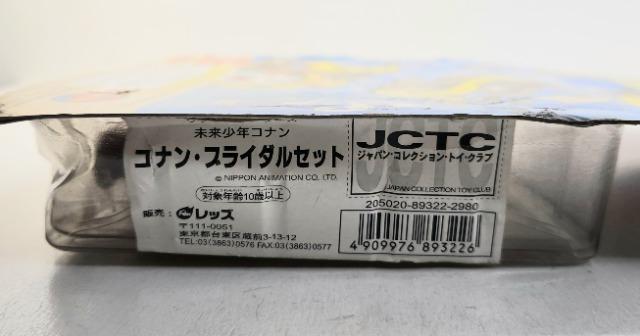 未来少年コナン
コナン・ブライダルセット
© NIPPON ANIMATION CO. LTD.
対象年齢10歳以上
販売: レッズ
〒111-0051
東京都台東区蔵前3-13-12
TEL:03(3863)0576 FAX:03(3863)0577
JCTC
ジャパン・コレクション・トイ・クラブ
JAPAN COLLECTION TOY CLUB
205020-89322-2980
4 909976 893226